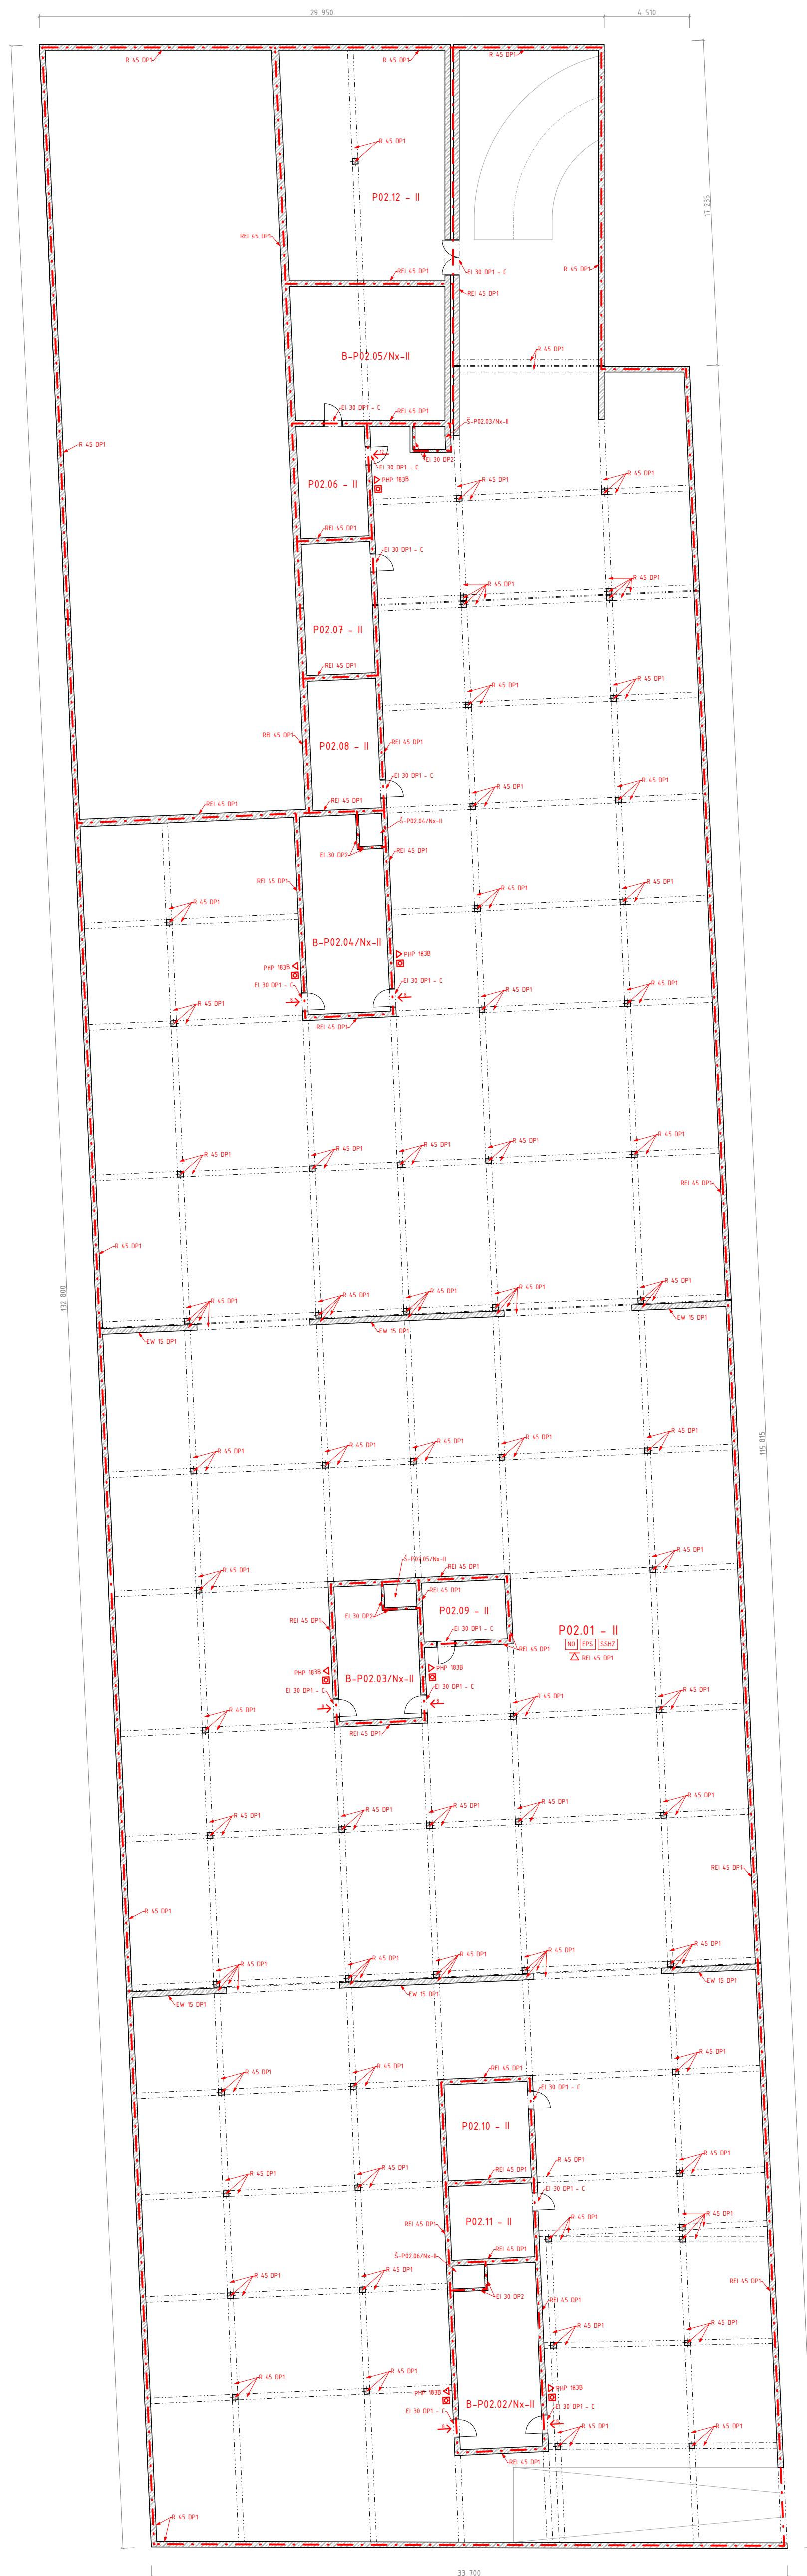 29 950
4 510
R 45 DP1
R 45 DP1
R 45 DP1
R 45 DP1
P02.12 - II
17 235
REI 45 DP1
EI 30 DP1 - C
R 45 DP1
REI 45 DP1
REI 45 DP1
R 45 DP1
B-P02.05/Nx-II
EI 30 DP1 - C
REI 45 DP1
Š-P02.03/Nx-II
R 45 DP1
EI 30 DP2
EI 30 DP1 - C
P02.06 - II
PHP 183B
R 45 DP1
R 45 DP1
REI 45 DP1
EI 30 DP1 - C
R 45 DP1
R 45 DP1
P02.07 - II
REI 45 DP1
R 45 DP1
R 45 DP1
REI 45 DP1
P02.08 - II
REI 45 DP1
EI 30 DP1 - C
R 45 DP1
R 45 DP1
REI 45 DP1
REI 45 DP1
Š-P02.04/Nx-II
EI 30 DP2
REI 45 DP1
REI 45 DP1
R 45 DP1
R 45 DP1
R 45 DP1
B-P02.04/Nx-II
PHP 183B
PHP 183B
EI 30 DP1 - C
EI 30 DP1 - C
R 45 DP1
R 45 DP1
R 45 DP1
REI 45 DP1
R 45 DP1
R 45 DP1
R 45 DP1
R 45 DP1
R 45 DP1
REI 45 DP1
R 45 DP1
132 800
R 45 DP1
R 45 DP1
R 45 DP1
R 45 DP1
R 45 DP1
EW 15 DP1
EW 15 DP1
EW 15 DP1
115 815
R 45 DP1
R 45 DP1
R 45 DP1
R 45 DP1
R 45 DP1
R 45 DP1
Š-P02.05/Nx-II
REI 45 DP1
R 45 DP1
REI 45 DP1
EI 30 DP2
REI 45 DP1
P02.09 - II
EI 30 DP1 - C
P02.01 - II
NO
EPS
SSHZ
REI 45 DP1
REI 45 DP1
PHP 183B
B-P02.03/Nx-II
PHP 183B
EI 30 DP1 - C
EI 30 DP1 - C
R 45 DP1
R 45 DP1
R 45 DP1
REI 45 DP1
R 45 DP1
R 45 DP1
R 45 DP1
R 45 DP1
R 45 DP1
REI 45 DP1
R 45 DP1
R 45 DP1
R 45 DP1
R 45 DP1
R 45 DP1
R 45 DP1
EW 15 DP1
EW 15 DP1
EW 15 DP1
R 45 DP1
R 45 DP1
REI 45 DP1
R 45 DP1
EI 30 DP1 - C
P02.10 - II
R 45 DP1
R 45 DP1
REI 45 DP1
R 45 DP1
R 45 DP1
EI 30 DP1 - C
P02.11 - II
REI 45 DP1
R 45 DP1
R 45 DP1
Š-P02.06/Nx-II
REI 45 DP1
R 45 DP1
R 45 DP1
EI 30 DP2
REI 45 DP1
REI 45 DP1
R 45 DP1
R 45 DP1
R 45 DP1
R 45 DP1
PHP 183B
PHP 183B
B-P02.02/Nx-II
EI 30 DP1 - C
EI 30 DP1 - C
R 45 DP1
R 45 DP1
REI 45 DP1
R 45 DP1
33 700